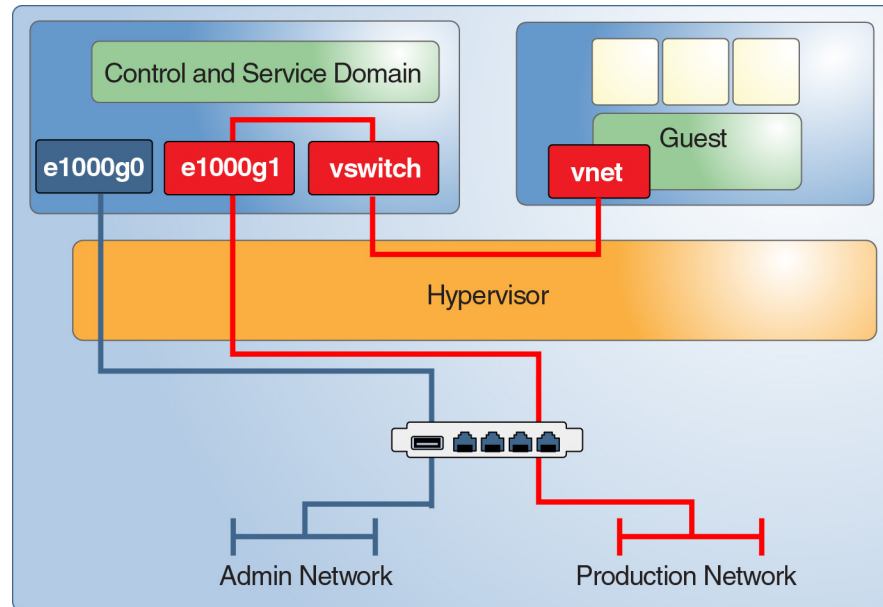 Control and Service Domain
e1000g0
e1000g1
vswitch
Guest
vnet
Hypervisor
Admin Network
Production Network